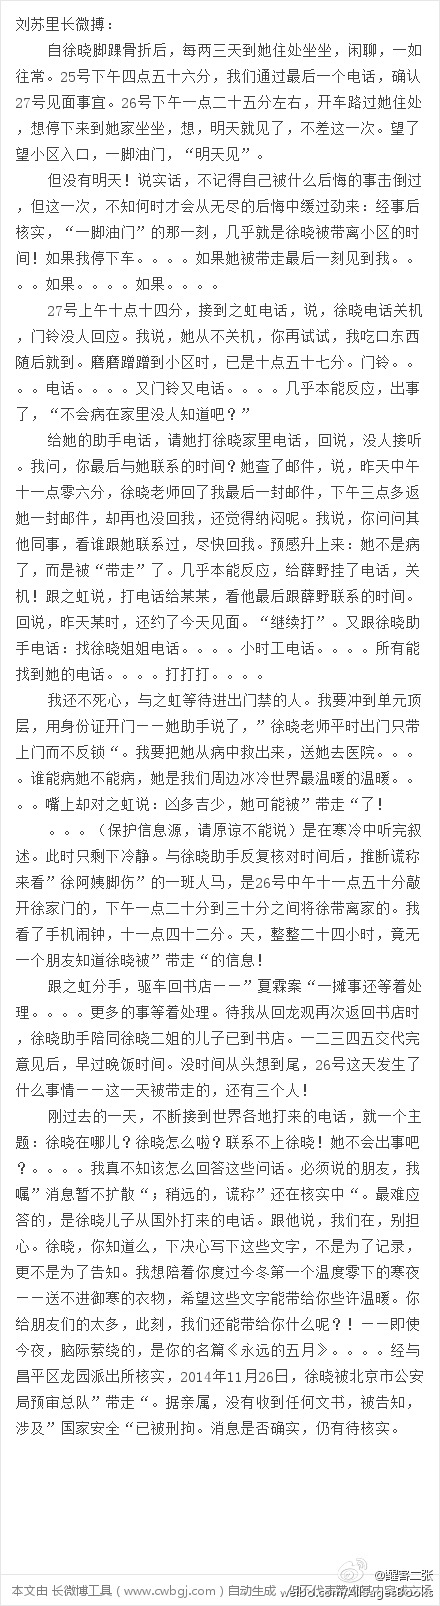 刘苏里长微搏：
自徐晓脚踝骨折后，每两三天到她住处坐坐，闲聊，一如
往常。25号下午四点五十六分，我们通过最后一个电话，确认
27号见面事宜。26号下午一点二十五分左右，开车路过她住处
，想停下来到她家坐坐，想，明天就见了，不差这一次。望了
望小区入口，一脚油门，“明天见”。
但没有明天！说实话，不记得自己被什么后悔的事击倒过
，但这一次，不知何时才会从无尽的后悔中缓过劲来：经事后
核实，“一脚油门”的那一刻，几乎就是徐晓被带离小区的时
间！如果我停下车。。。。如果她被带走最后一刻见到我。。
。。如果。。。。如果。。。。
27号上午十点十四分，接到之虹电话，说，徐晓电话关机
，门铃没人回应。我说，她从不关机，你再试试，我吃口东西
随后就到。磨磨蹭蹭到小区时，已是十点五十七分。门铃。。
。。电话。。。。又门铃又电话。。。。几乎本能反应，出事
了，“不会病在家里没人知道吧？”
给她的助手电话，请她打徐晓家里电话，回说，没人接听
。我问，你最后与她联系的时间？她查了邮件，说，昨天中午
十一点零六分，徐晓老师回了我最后一封邮件，下午三点多返
她一封邮件，却再也没回我，还觉得纳闷呢。我说，你问问其
他同事，看谁跟她联系过，尽快回我。预感升上来：她不是病
了，而是被“带走”了。几乎本能反应，给薛野挂了电话，关
机！跟之虹说，打电话给某某，看他最后跟薛野联系的时间。
回说，昨天某时，还约了今天见面。“继续打”。又跟徐晓助
手电话：找徐晓姐姐电话。。。。小时工电话。。。。所有能
找到她的电话。。。。打打打。。。。
我还不死心，与之虹等待进出门禁的人。我要冲到单元顶
层，用身份证开门－－她助手说了，”徐晓老师平时出门只带
上门而不反锁“。我要把她从病中救出来，送她去医院。。。
。谁能病她不能病，她是我们周边冰冷世界最温暖的温暖。。
。。嘴上却对之虹说：凶多吉少，她可能被”带走“了！
。。。（保护信息源，请原谅不能说）是在寒冷中听完叙
述。此时只剩下冷静。与徐晓助手反复核对时间后，推断谎称
来看”徐阿姨脚伤”的一班人马，是26号中午十一点五十分敲
开徐家门的，下午一点二十分到三十分之间将徐带离家的。我
看了手机闹钟，十一点四十二分。天，整整二十四小时，竟无
一个朋友知道徐晓被”带走“的信息！
跟之虹分手，驱车回书店－－”夏霖案“一摊事还等着处
理。。。。更多的事等着处理。待我从回龙观再次返回书店时
，徐晓助手陪同徐晓二姐的儿子已到书店。一二三四五交代完
意见后，早过晚饭时间。没时间从头想到尾，26号这天发生了
什么事情－－这一天被带走的，还有三个人！
刚过去的一天，不断接到世界各地打来的电话，就一个主
题：徐晓在哪儿？徐晓怎么啦？联系不上徐晓！她不会出事吧
？。。。。我真不知该怎么回答这些问话。必须说的朋友，我
嘱”消息暂不扩散“；稍远的，谎称”还在核实中“。最难应
答的，是徐晓儿子从国外打来的电话。跟他说，我们在，别担
心。徐晓，你知道么，下决心写下这些文字，不是为了记录，
更不是为了告知。我想陪着你度过今冬第一个温度零下的寒夜
－－送不进御寒的衣物，希望这些文字能带给你些许温暖。你
给朋友们的太多，此刻，我们还能带给你什么呢？！－－即使
今夜，脑际萦绕的，是你的名篇《永远的五月》。。。。经与
昌平区龙园派出所核实，2014年11月26日，徐晓被北京市公安
局预审总队”带走“。据亲属，没有收到任何文书，被告知，
涉及”国家安全“已被刑拘。消息是否确实，仍有待核实。
@醒客二张
本文由 长微博工具（www.cwbgj.com）自动生成
weibo.com/AllSagesBooks